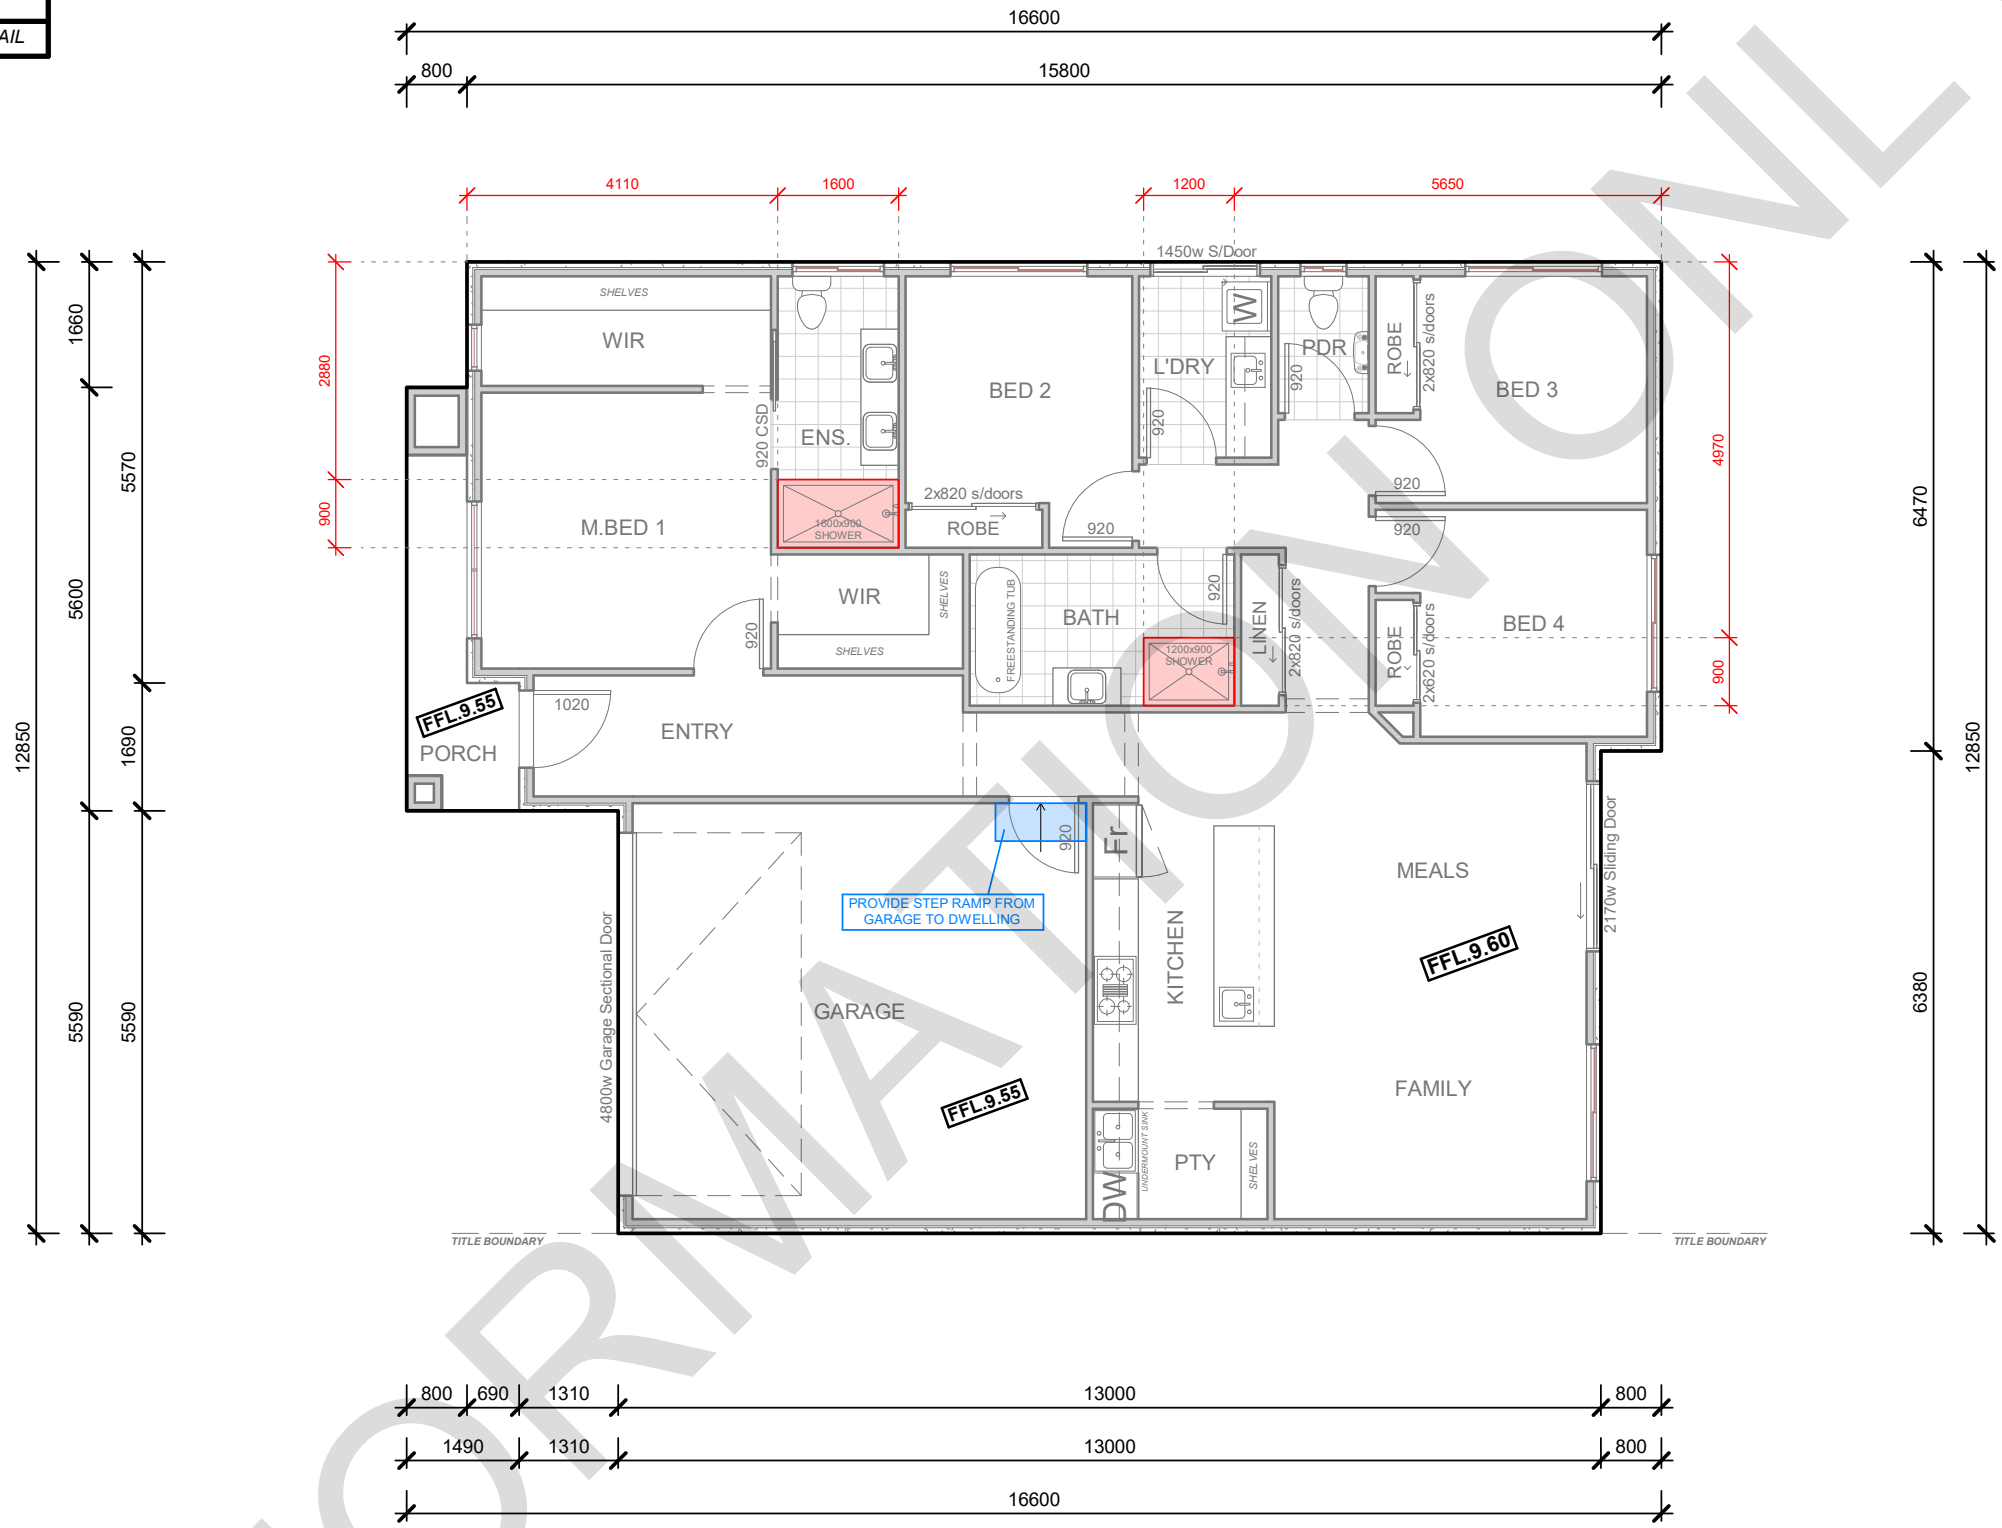 AIL
16600
800
15800
4110
1600
1200
5650
1450w S/Door
SHELVES
WIR
ENS.
920 CSD
BED 2
2x820 s/doors
ROBE
920
L'DRY
W
920
PDR
920
ROBE
2x820 s/doors
BED 3
920
920
M.BED 1
1600x900
SHOWER
WIR
SHELVES
SHELVES
920
FREESTANDING TUB
BATH
920
1200x900
SHOWER
LINEN
2x820 s/doors
ROBE
2x620 s/doors
BED 4
FFL.9.55
PORCH
1020
ENTRY
920
PROVIDE STEP RAMP FROM
GARAGE TO DWELLING
Fr
KITCHEN
MEALS
2170w Sliding Door
FFL.9.60
4800w Garage Sectional Door
GARAGE
FFL.9.55
FAMILY
UNDERMOUNT SINK
DW
PTY
SHELVES
TITLE BOUNDARY
TITLE BOUNDARY
12850
1660
5600
5590
5570
1690
5590
2880
900
4970
900
6470
6380
12850
800
690
1310
13000
800
1490
1310
13000
800
16600
ORMATION ONL